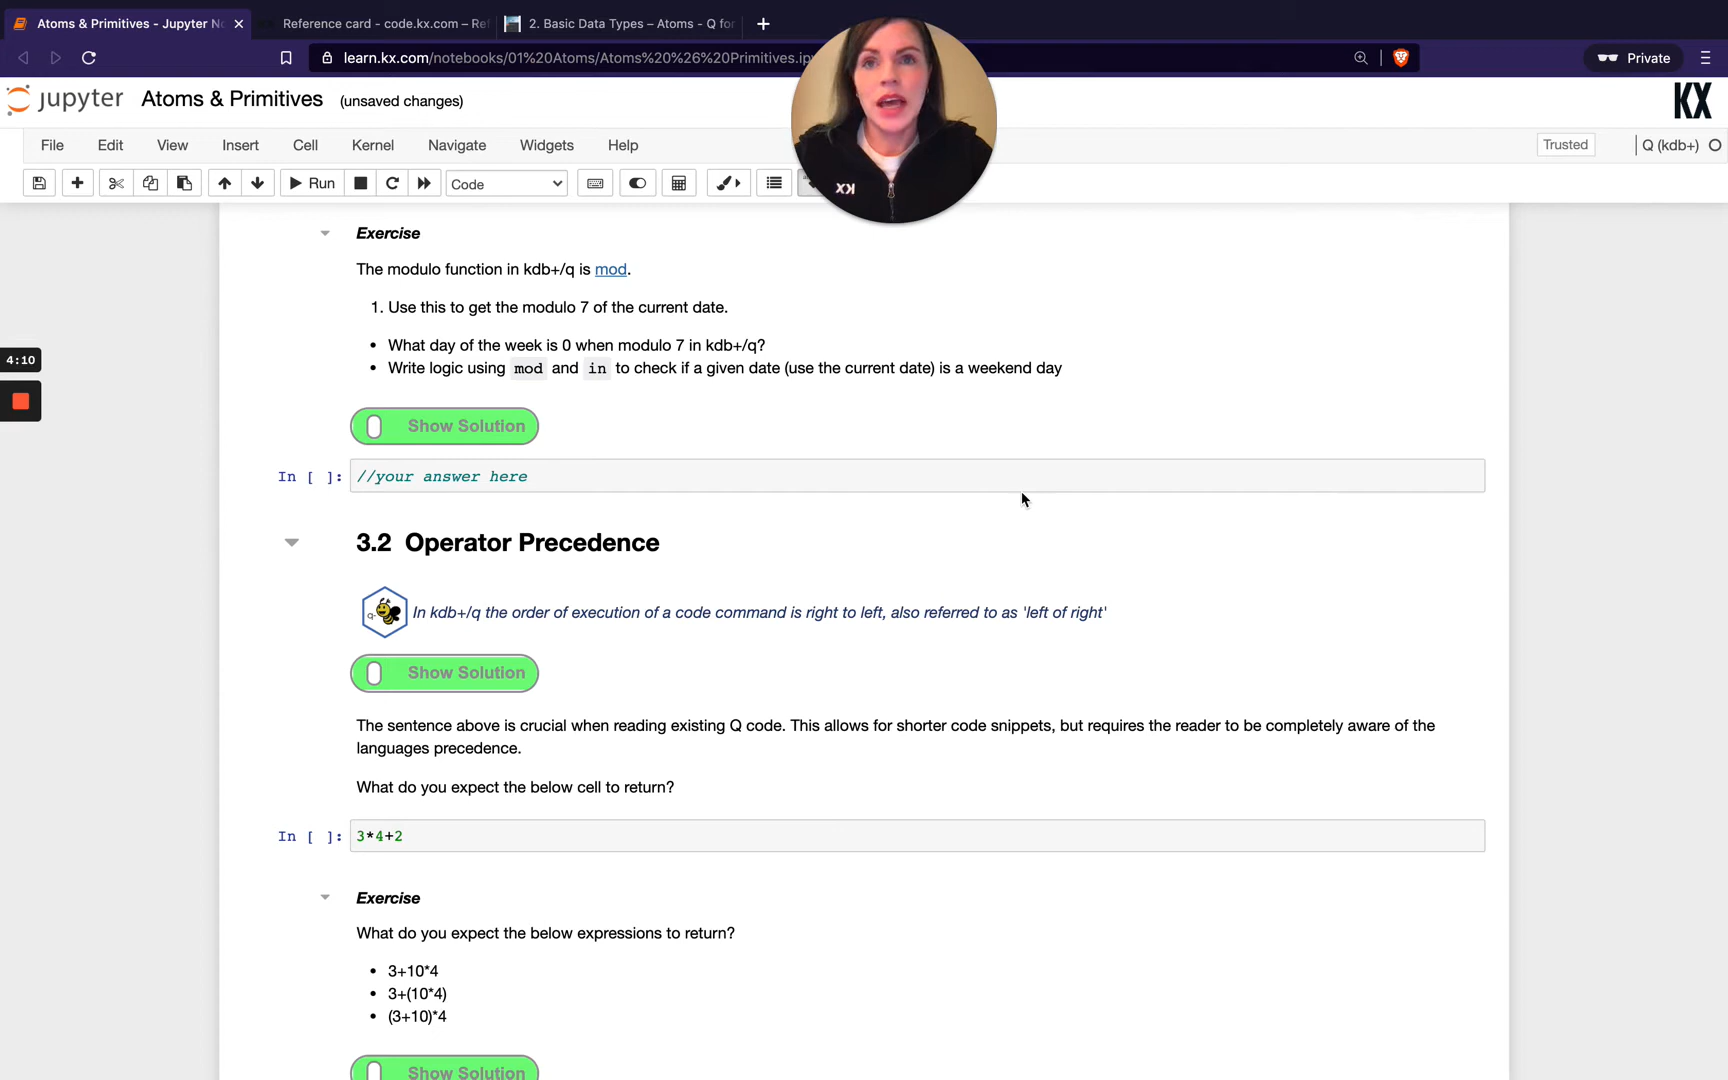 Atoms & Primitives - Jupyter N
Reference card - code.kx.com – Ref
2. Basic Data Types – Atoms - Q for
learn.kx.com/notebooks/01%20Atoms/Atoms%20%26%20Primitives.ip
Private
jupyter Atoms & Primitives (unsaved changes)
KX
File Edit View Insert Cell Kernel Navigate Widgets Help
Trusted
Q (kdb+)
Run
Code
KX
Exercise
The modulo function in kdb+/q is mod.
1. Use this to get the modulo 7 of the current date.
• What day of the week is 0 when modulo 7 in kdb+/q?
4:10
• Write logic using mod and in to check if a given date (use the current date) is a weekend day
Show Solution
In [ ]: //your answer here
3.2 Operator Precedence
q- In kdb+/q the order of execution of a code command is right to left, also referred to as 'left of right'
Show Solution
The sentence above is crucial when reading existing Q code. This allows for shorter code snippets, but requires the reader to be completely aware of the
languages precedence.
What do you expect the below cell to return?
In [ ]: 3*4+2
Exercise
What do you expect the below expressions to return?
• 3+10*4
• 3+(10*4)
• (3+10)*4
Show Solution